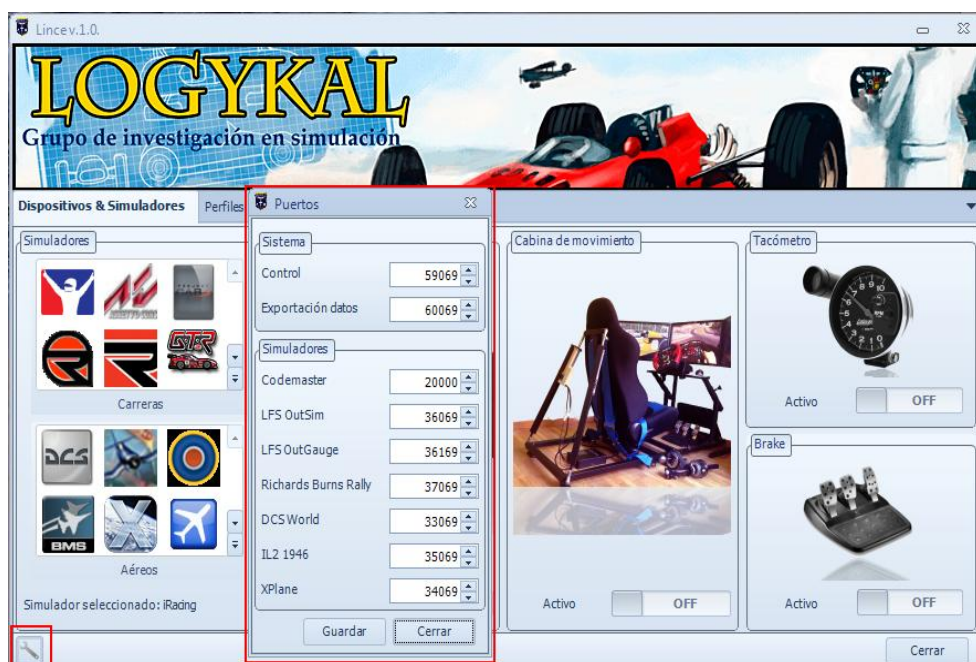 Lince v.1.0.
LOGYKAL
Grupo de investigación en simulación
Dispositivos & Simuladores
Perfiles
Puertos
Simuladores
Carreras
DCS
BMS
Aéreos
Simulador seleccionado: iRacing
Sistema
Control 59069
Exportación datos 60069
Simuladores
Codemaster 20000
LFS OutSim 36069
LFS OutGauge 36169
Richards Burns Rally 37069
DCS World 33069
IL2 1946 35069
XPlane 34069
Guardar Cerrar
Cabina de movimiento
Activo OFF
Tacómetro
Activo OFF
Brake
Activo OFF
Cerrar